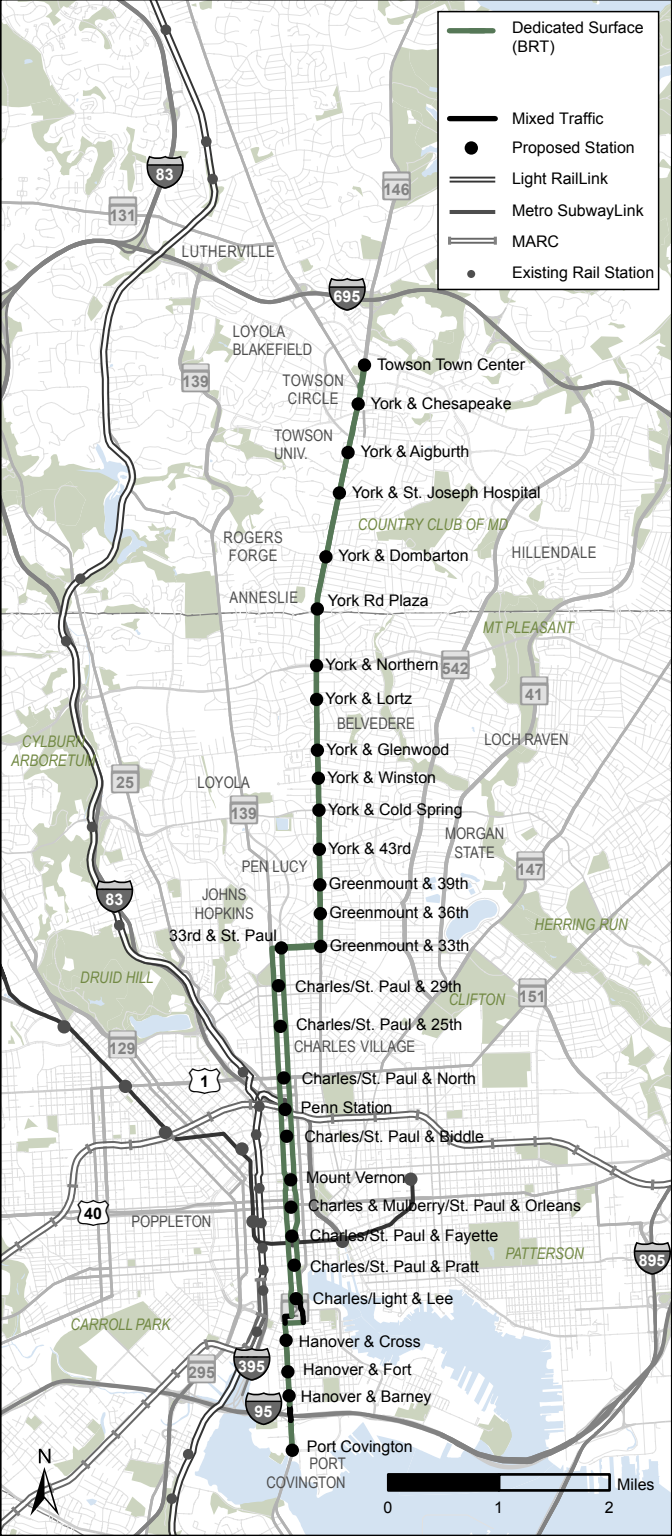 Dedicated Surface
(BRT)
Mixed Traffic
Proposed Station
Light RailLink
Metro SubwayLink
MARC
Existing Rail Station
83
146
131
LUTHERVILLE
695
LOYOLA
BLAKEFIELD
139
Towson Town Center
TOWSON
CIRCLE
York & Chesapeake
TOWSON
UNIV.
York & Aigburth
York & St. Joseph Hospital
COUNTRY CLUB OF MD
ROGERS
FORGE
HILLENDALE
York & Dombarton
ANNESLIE
York Rd Plaza
MT PLEASANT
York & Northern
542
41
York & Lortz
BELVEDERE
CYLBURN
ARBORETUM
LOCH RAVEN
York & Glenwood
25
LOYOLA
York & Winston
139
York & Cold Spring
MORGAN
STATE
York & 43rd
PEN LUCY
147
83
JOHNS
HOPKINS
Greenmount & 39th
Greenmount & 36th
HERRING RUN
33rd & St. Paul
Greenmount & 33th
DRUID HILL
Charles/St. Paul & 29th
CLIFTON
151
Charles/St. Paul & 25th
129
CHARLES VILLAGE
1
Charles/St. Paul & North
Penn Station
Charles/St. Paul & Biddle
Mount Vernon
Charles & Mulberry/St. Paul & Orleans
40
POPPLETON
Charles/St. Paul & Fayette
PATTERSON
895
Charles/St. Paul & Pratt
Charles/Light & Lee
CARROLL PARK
Hanover & Cross
395
295
Hanover & Fort
Hanover & Barney
95
Port Covington
PORT
COVINGTON
N
Miles
0
1
2